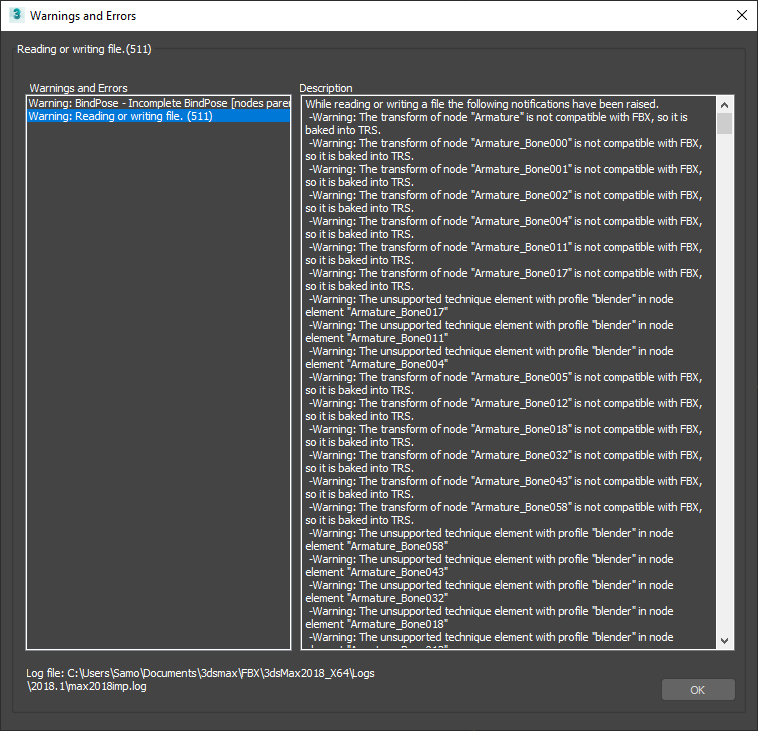 Warnings and Errors
Reading or writing file.(511)
Warnings and Errors
Warning: BindPose - Incomplete BindPose [nodes parer
Warning: Reading or writing file. (511)
Description
While reading or writing a file the following notifications have been raised.
-Warning: The transform of node "Armature" is not compatible with FBX, so it is
baked into TRS.
-Warning: The transform of node "Armature_Bone000" is not compatible with FBX,
so it is baked into TRS.
-Warning: The transform of node "Armature_Bone001" is not compatible with FBX,
so it is baked into TRS.
-Warning: The transform of node "Armature_Bone002" is not compatible with FBX,
so it is baked into TRS.
-Warning: The transform of node "Armature_Bone004" is not compatible with FBX,
so it is baked into TRS.
-Warning: The transform of node "Armature_Bone011" is not compatible with FBX,
so it is baked into TRS.
-Warning: The transform of node "Armature_Bone017" is not compatible with FBX,
so it is baked into TRS.
-Warning: The unsupported technique element with profile "blender" in node
element "Armature_Bone017"
-Warning: The unsupported technique element with profile "blender" in node
element "Armature_Bone011"
-Warning: The unsupported technique element with profile "blender" in node
element "Armature_Bone004"
-Warning: The transform of node "Armature_Bone005" is not compatible with FBX,
so it is baked into TRS.
-Warning: The transform of node "Armature_Bone012" is not compatible with FBX,
so it is baked into TRS.
-Warning: The transform of node "Armature_Bone018" is not compatible with FBX,
so it is baked into TRS.
-Warning: The transform of node "Armature_Bone032" is not compatible with FBX,
so it is baked into TRS.
-Warning: The transform of node "Armature_Bone043" is not compatible with FBX,
so it is baked into TRS.
-Warning: The transform of node "Armature_Bone058" is not compatible with FBX,
so it is baked into TRS.
-Warning: The unsupported technique element with profile "blender" in node
element "Armature_Bone058"
-Warning: The unsupported technique element with profile "blender" in node
element "Armature_Bone043"
-Warning: The unsupported technique element with profile "blender" in node
element "Armature_Bone032"
-Warning: The unsupported technique element with profile "blender" in node
element "Armature_Bone018"
-Warning: The unsupported technique element with profile "blender" in node
Log file: C:\Users\Samo\Documents\3dsmax\FBX\3dsMax2018_X64\Logs
\2018.1\max2018imp.log
OK